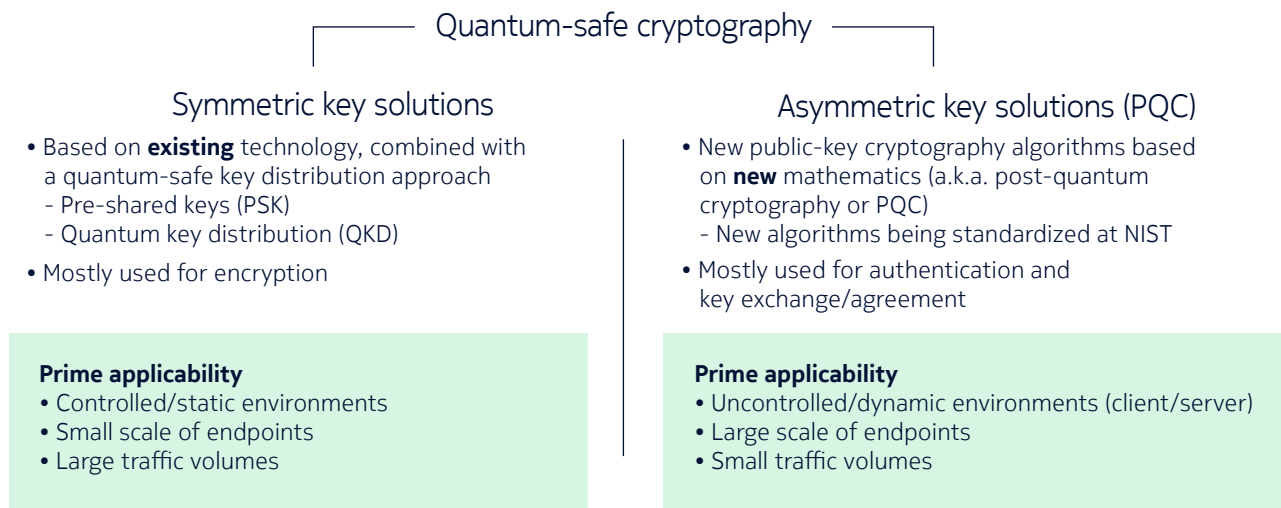 Quantum-safe cryptography
Symmetric key solutions
• Based on existing technology, combined with
a quantum-safe key distribution approach
- Pre-shared keys (PSK)
- Quantum key distribution (QKD)
• Mostly used for encryption
Prime applicability
• Controlled/static environments
• Small scale of endpoints
• Large traffic volumes
Asymmetric key solutions (PQC)
• New public-key cryptography algorithms based
on new mathematics (a.k.a. post-quantum
cryptography or PQC)
- New algorithms being standardized at NIST
• Mostly used for authentication and
key exchange/agreement
Prime applicability
• Uncontrolled/dynamic environments (client/server)
• Large scale of endpoints
• Small traffic volumes